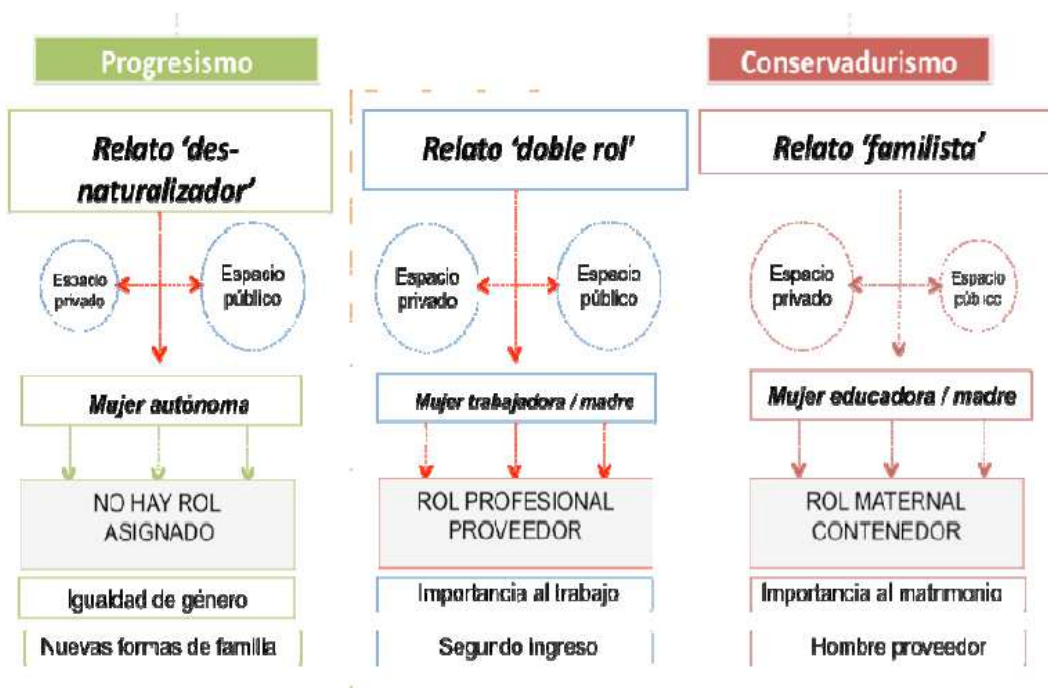 Progresismo
Conservadurismo
Relato ‘des-
naturalizador’
Relato ‘doble rol’
Relato ‘familista’
Espacio
privado
Espacio
público
Espacio
privado
Espacio
público
Espacio
privado
Espacio
público
Mujer autónoma
Mujer trabajadora / madre
Mujer educadora / madre
NO HAY ROL
ASIGNADO
ROL PROFESIONAL
PROVEEDOR
ROL MATERNAL
CONTENEDOR
Igualdad de género
Importancia al trabajo
Importancia al matrimonio
Nuevas formas de familia
Segundo ingreso
Hombre proveedor